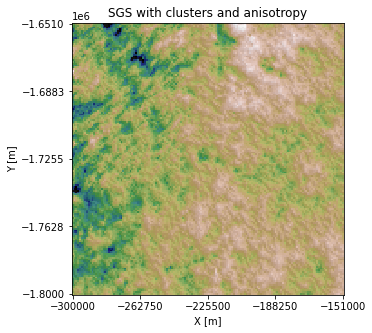 SGS with clusters and anisotropy
1e6
−1.6510
−1.6883
−1.7255
−1.7628
−1.8000
Y [m]
−300000 −262750 −225500 −188250 −151000
X [m]